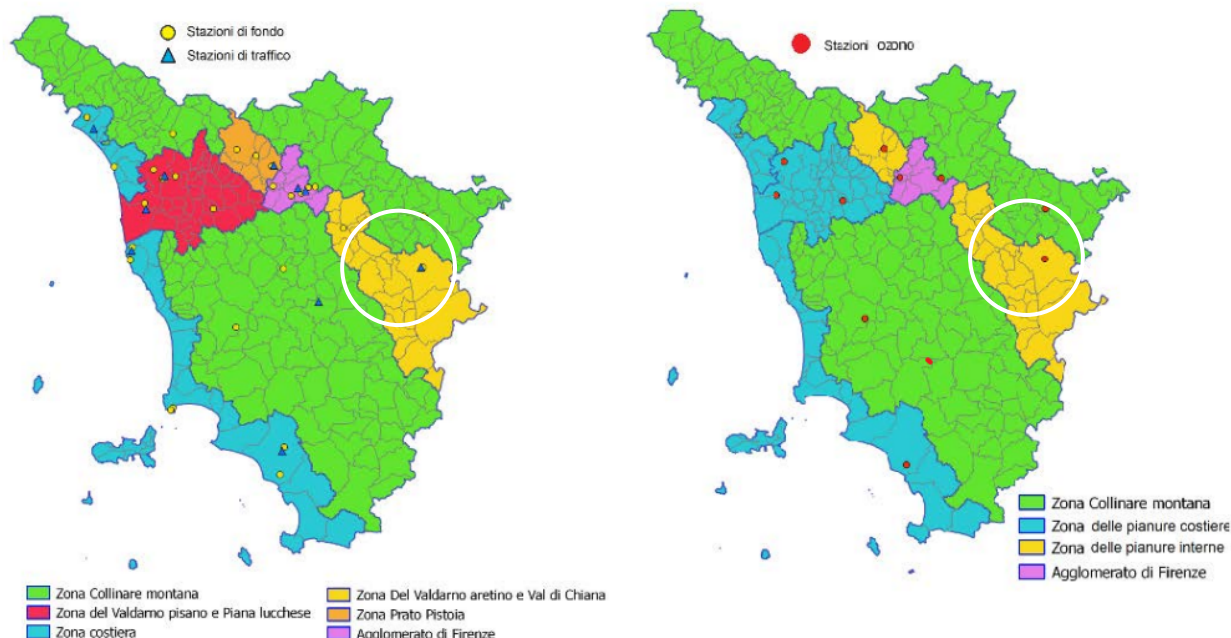 Stazioni di fondo
Stazioni di traffico
Stazioni ozono
Zona Collinare montana
Zona del Valdarno pisano e Piana lucchese
Zona costiera
Zona Del Valdarno aretino e Val di Chiana
Zona Prato Pistoia
Agglomerato di Firenze
Zona Collinare montana
Zona delle pianure costiere
Zona delle pianure interne
Agglomerato di Firenze